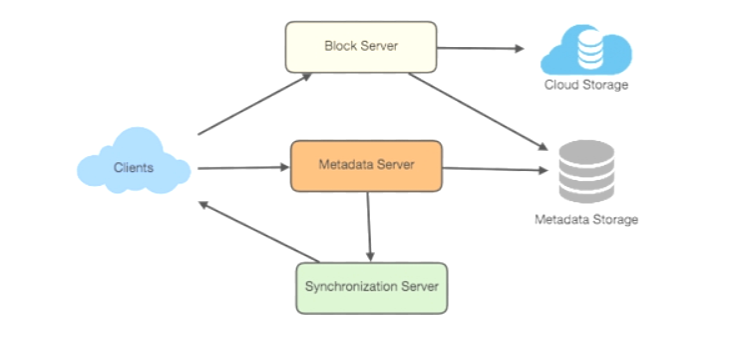 Block Server
Cloud Storage
Clients
Metadata Server
Metadata Storage
Synchronization Server